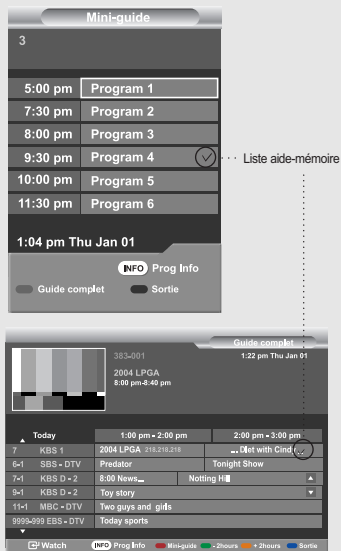 Mini-guide
3
5:00 pm Program 1
7:30 pm Program 2
8:00 pm Program 3
9:30 pm Program 4
Liste aide-mémoire
10:00 pm Program 5
11:30 pm Program 6
1:04 pm Thu Jan 01
INFO Prog Info
Guide complet Sortie
Guide complet
383-001 1:22 pm Thu Jan 01
2004 LPGA
8:00 pm-8:40 pm
Today 1:00 pm - 2:00 pm 2:00 pm - 3:00 pm
7 KBS 1 2004 LPGA 218.218.218 ... Diet with Cindy...
6-1 SBS - DTV Predator Tonight Show
7-1 KBS D - 2 8:00 News... Notting Hill
9-1 KBS D - 2 Toy story
11-1 MBC - DTV Two guys and girls
9999-999 EBS - DTV Today sports
Watch INFO Prog Info Mini-guide - 2hours + 2hours Sortie